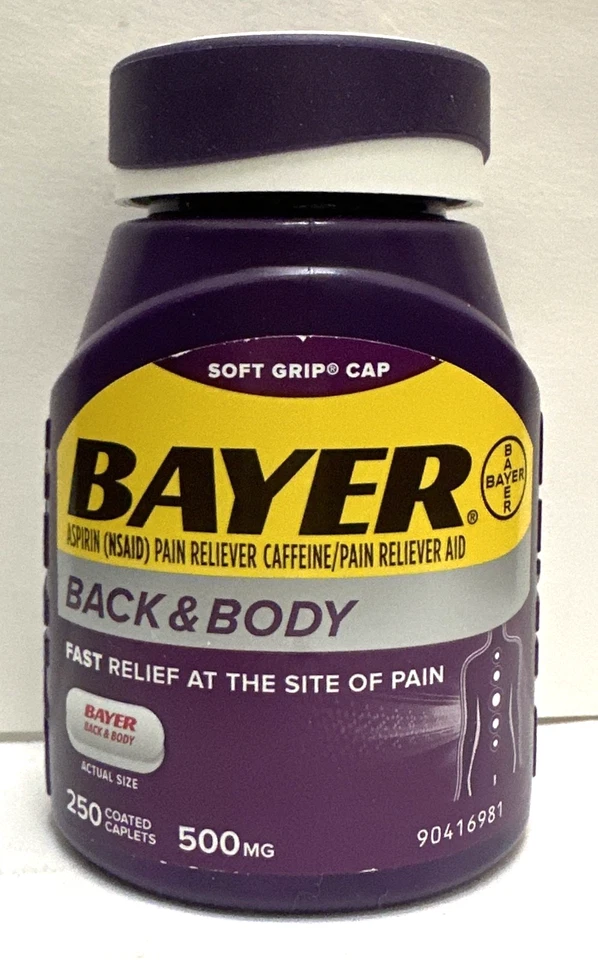 SOFT GRIP® CAP
BAYER®
BAYER
BAYER
ASPIRIN (NSAID) PAIN RELIEVER CAFFEINE/PAIN RELIEVER AID
BACK & BODY
FAST RELIEF AT THE SITE OF PAIN
BAYER
BACK & BODY
ACTUAL SIZE
250 COATED
CAPLETS
500MG
90416981